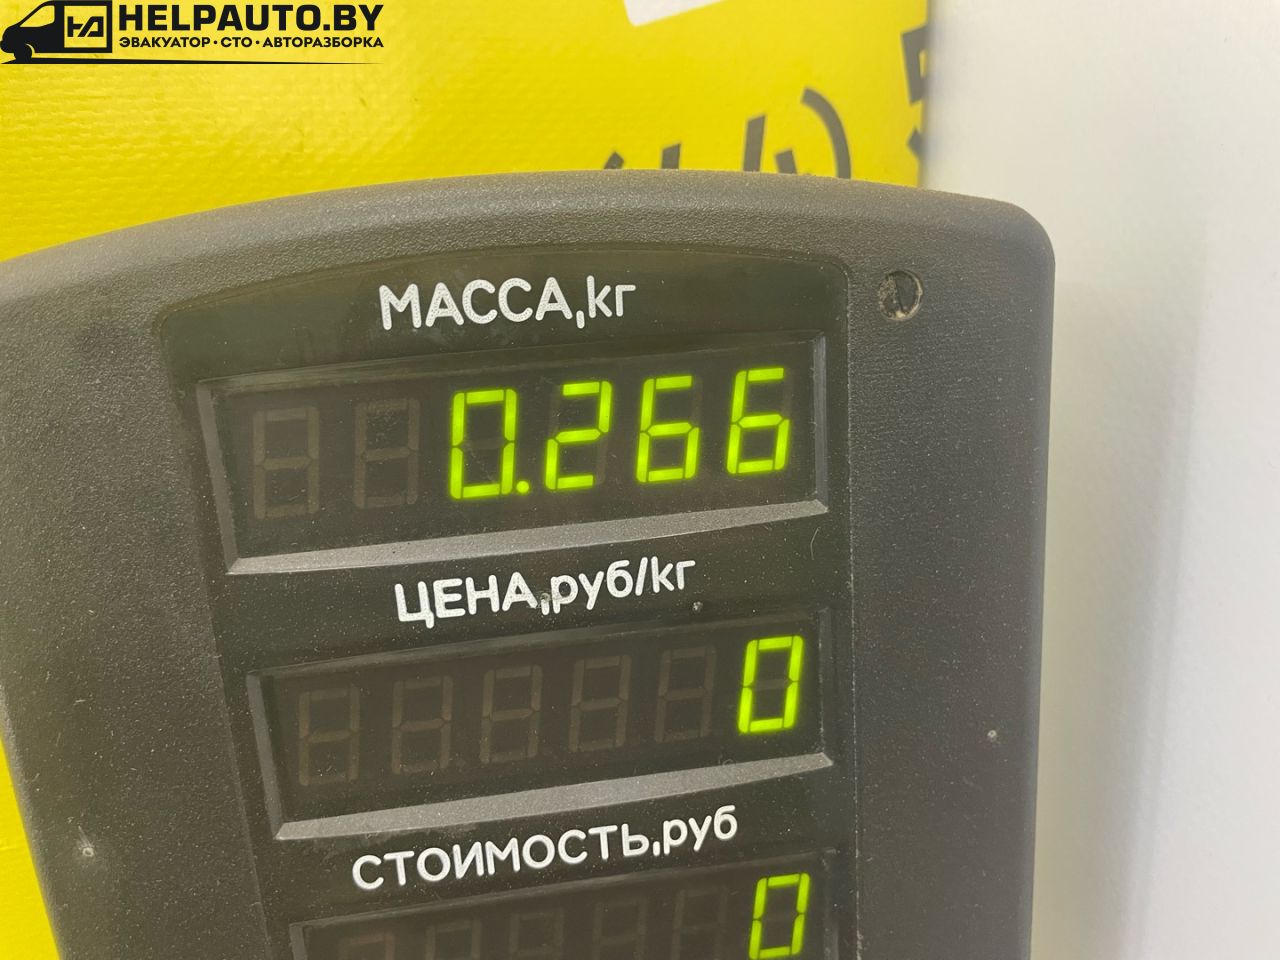 HELPAUTO.BY
ЭВАКУАТОР · СТО · АВТОРАЗБОРКА
МАССА,кг
0.266
ЦЕНА,руб/кг
0
СТОИМОСТЬ,руб
0